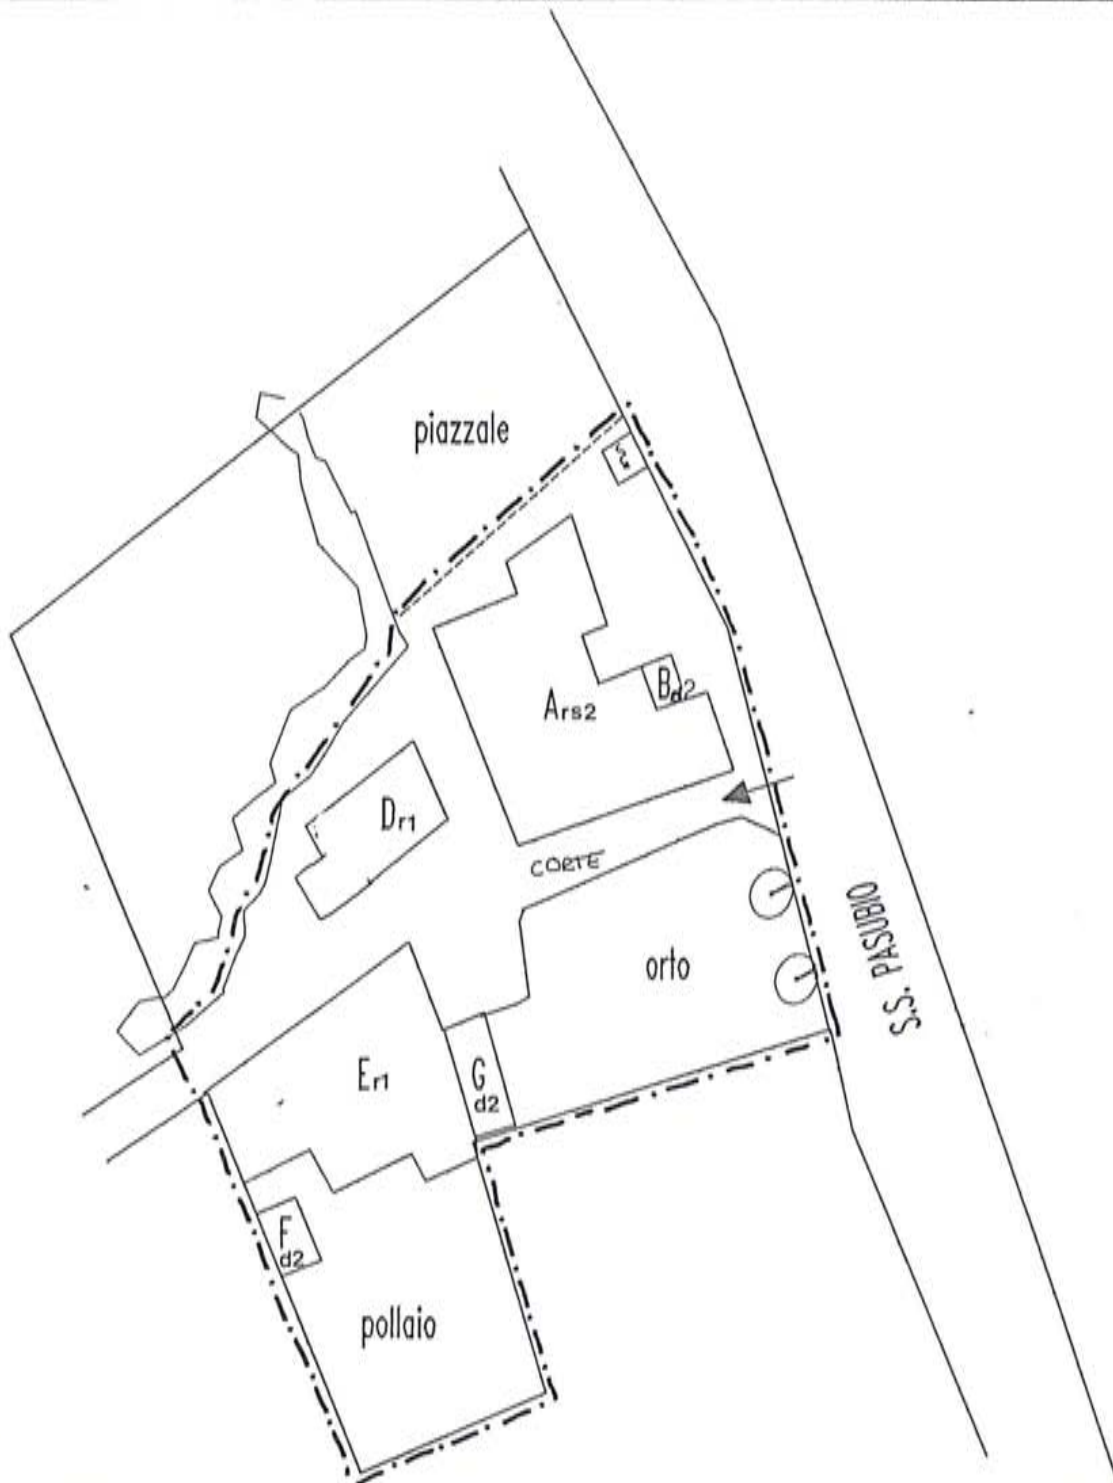 piazzale
Ars2
Bd2
Dr1
CORTE
orto
S.S. PASUBIO
Er1
G
d2
F
d2
pollaio